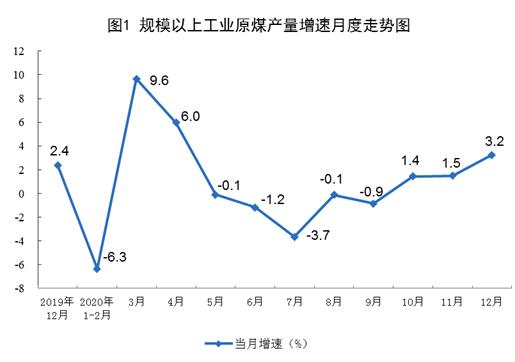 图1 规模以上工业原煤产量增速月度走势图
12
10
8
6
4
2
0
-2
-4
-6
-8
2.4
-6.3
9.6
6.0
-0.1
-1.2
-3.7
-0.1
-0.9
1.4
1.5
3.2
2019年
12月
2020年
1-2月
3月
4月
5月
6月
7月
8月
9月
10月
11月
12月
当月增速（%）